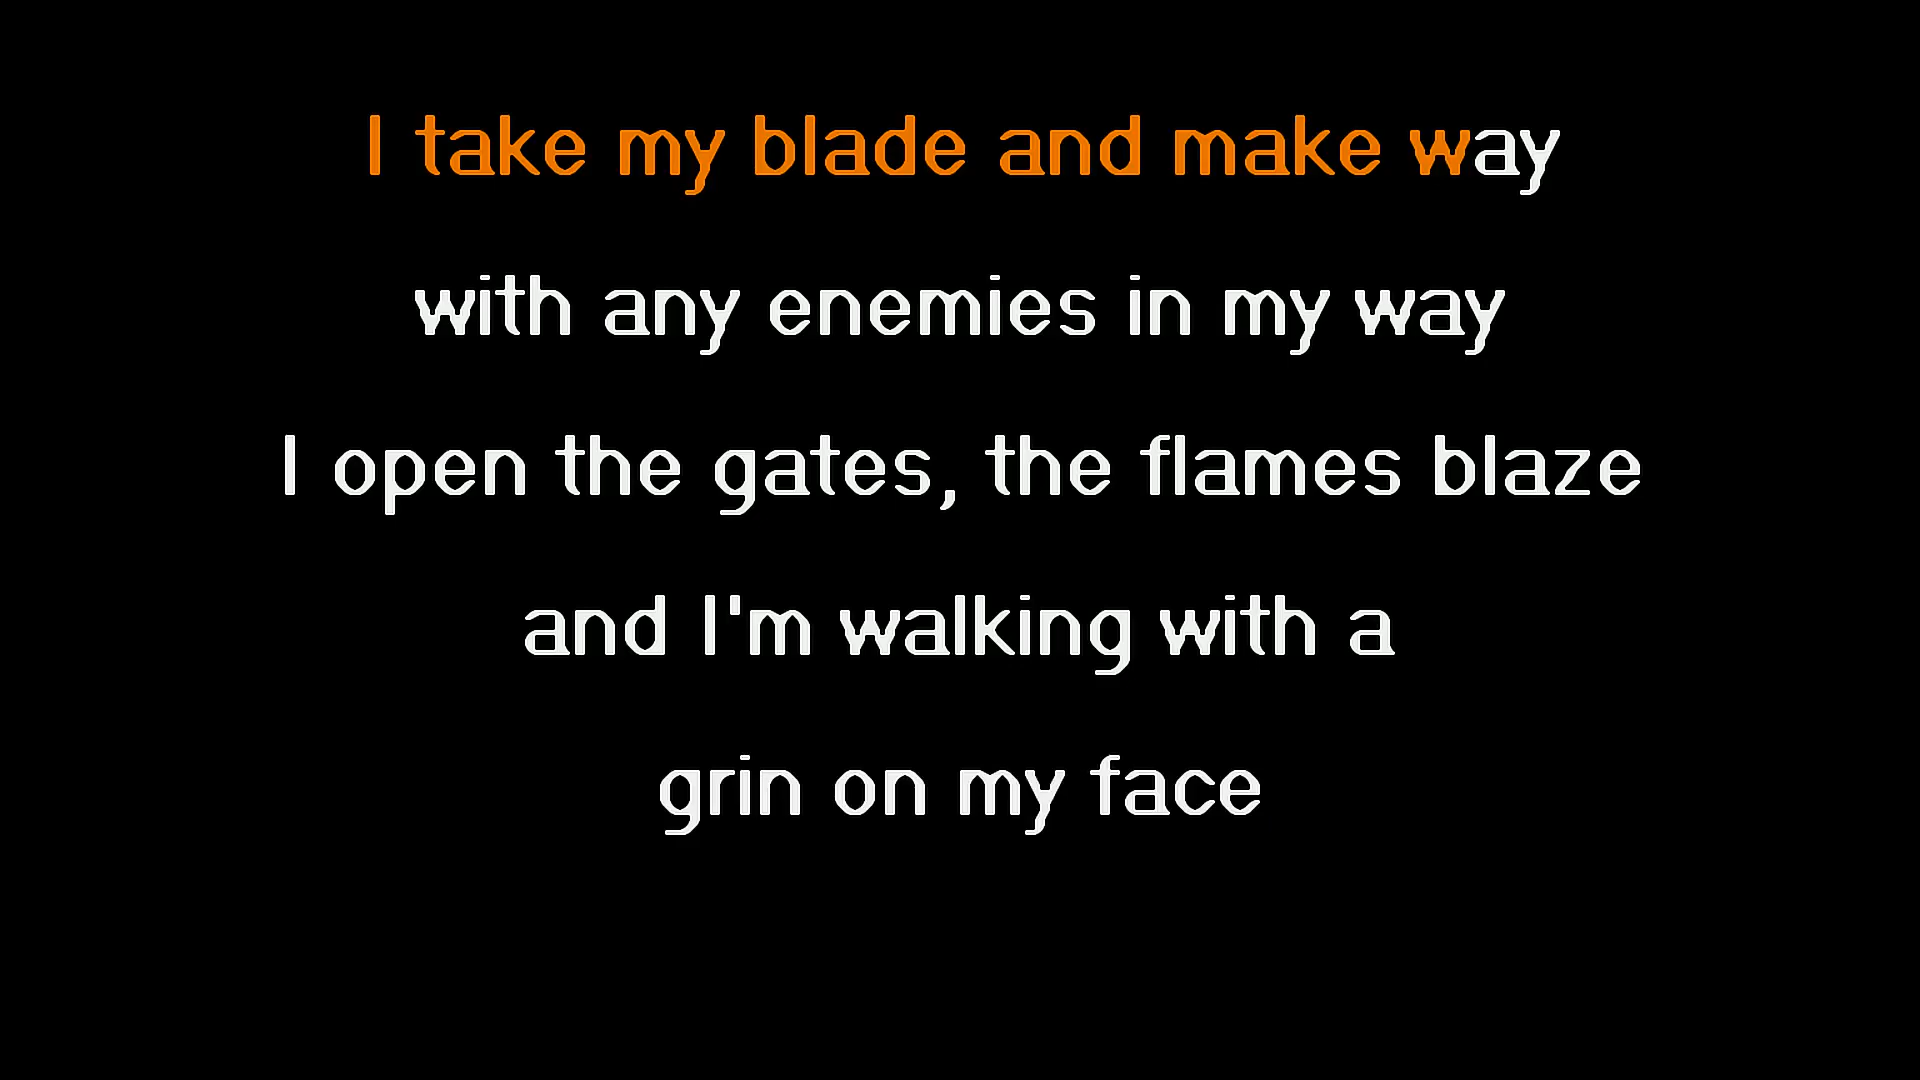 I take my blade and make way
with any enemies in my way
I open the gates, the flames blaze
and I'm walking with a
grin on my face